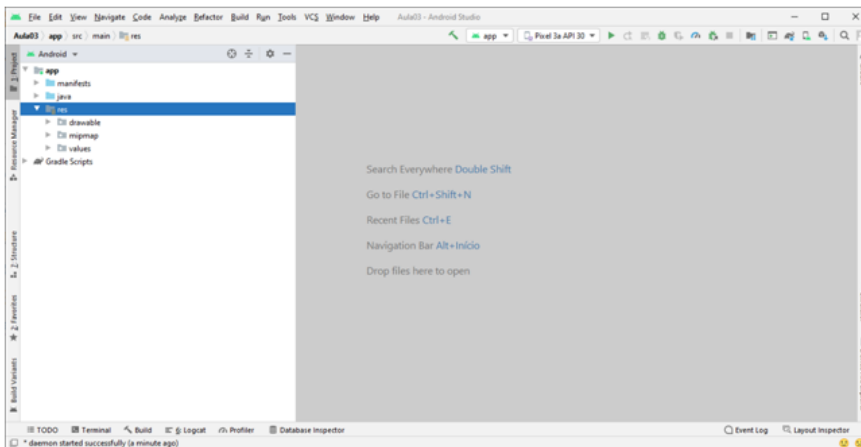 File Edit View Navigate Code Analyze Refactor Build Run Tools VCS Window Help Aula03 - Android Studio
Aula03 app src main res app Pixel 3a API 30
Android
app
manifests
java
res
drawable
mipmap
values
Gradle Scripts
1: Project
Resource Manager
Z: Structure
2: Favorites
Build Variants
Search Everywhere Double Shift
Go to File Ctrl+Shift+N
Recent Files Ctrl+E
Navigation Bar Alt+Início
Drop files here to open
TODO Terminal Build 6: Logcat Profiler Database Inspector Event Log Layout Inspector
* daemon started successfully (a minute ago)